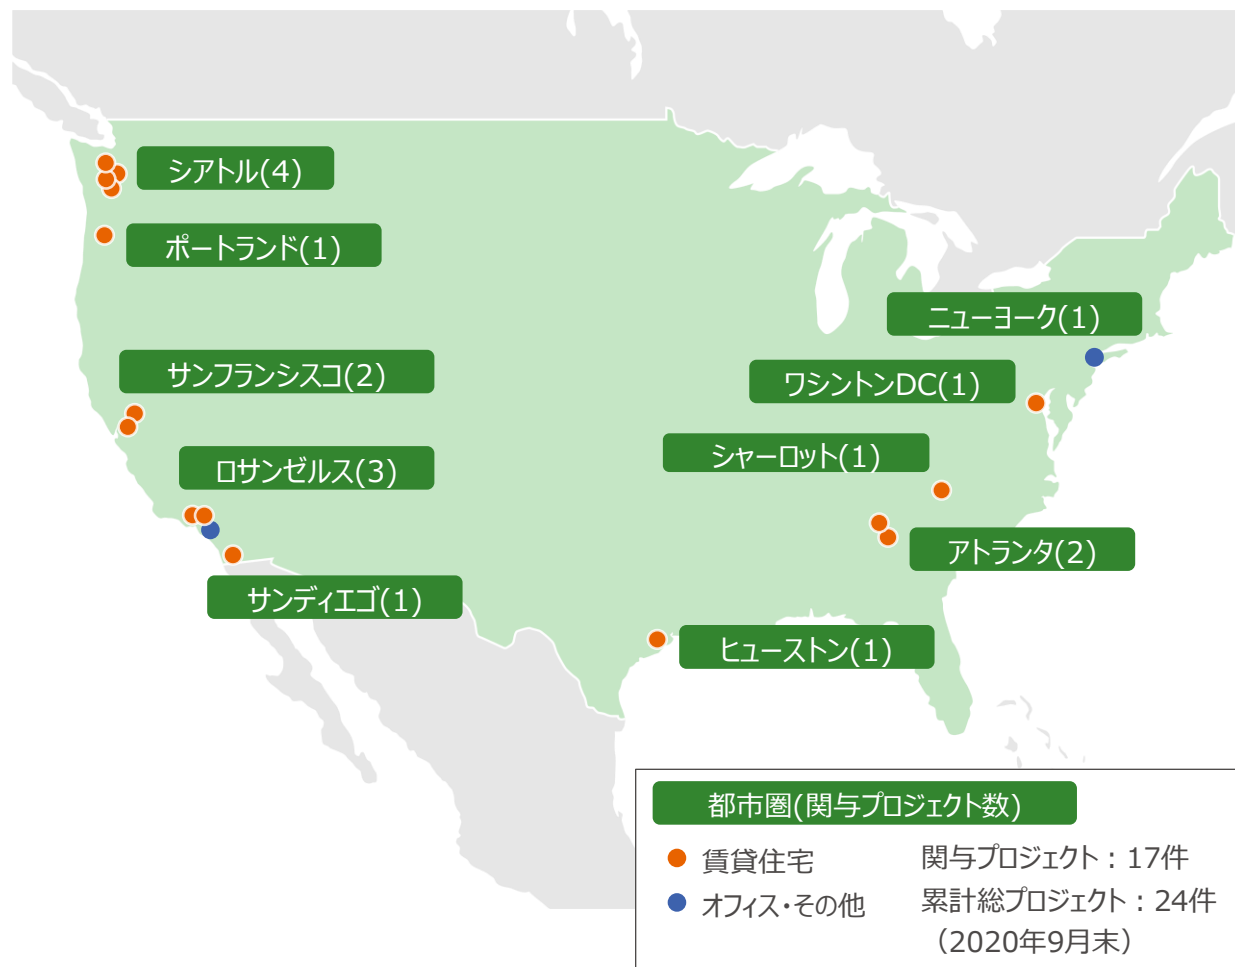 シアトル(4)
ポートランド(1)
ニューヨーク(1)
サンフランシスコ(2)
ワシントンDC(1)
シャーロット(1)
ロサンゼルス(3)
アトランタ(2)
サンディエゴ(1)
ヒューストン(1)
都市圏(関与プロジェクト数)
賃貸住宅 関与プロジェクト：17件
オフィス・その他 累計総プロジェクト：24件
（2020年9月末）